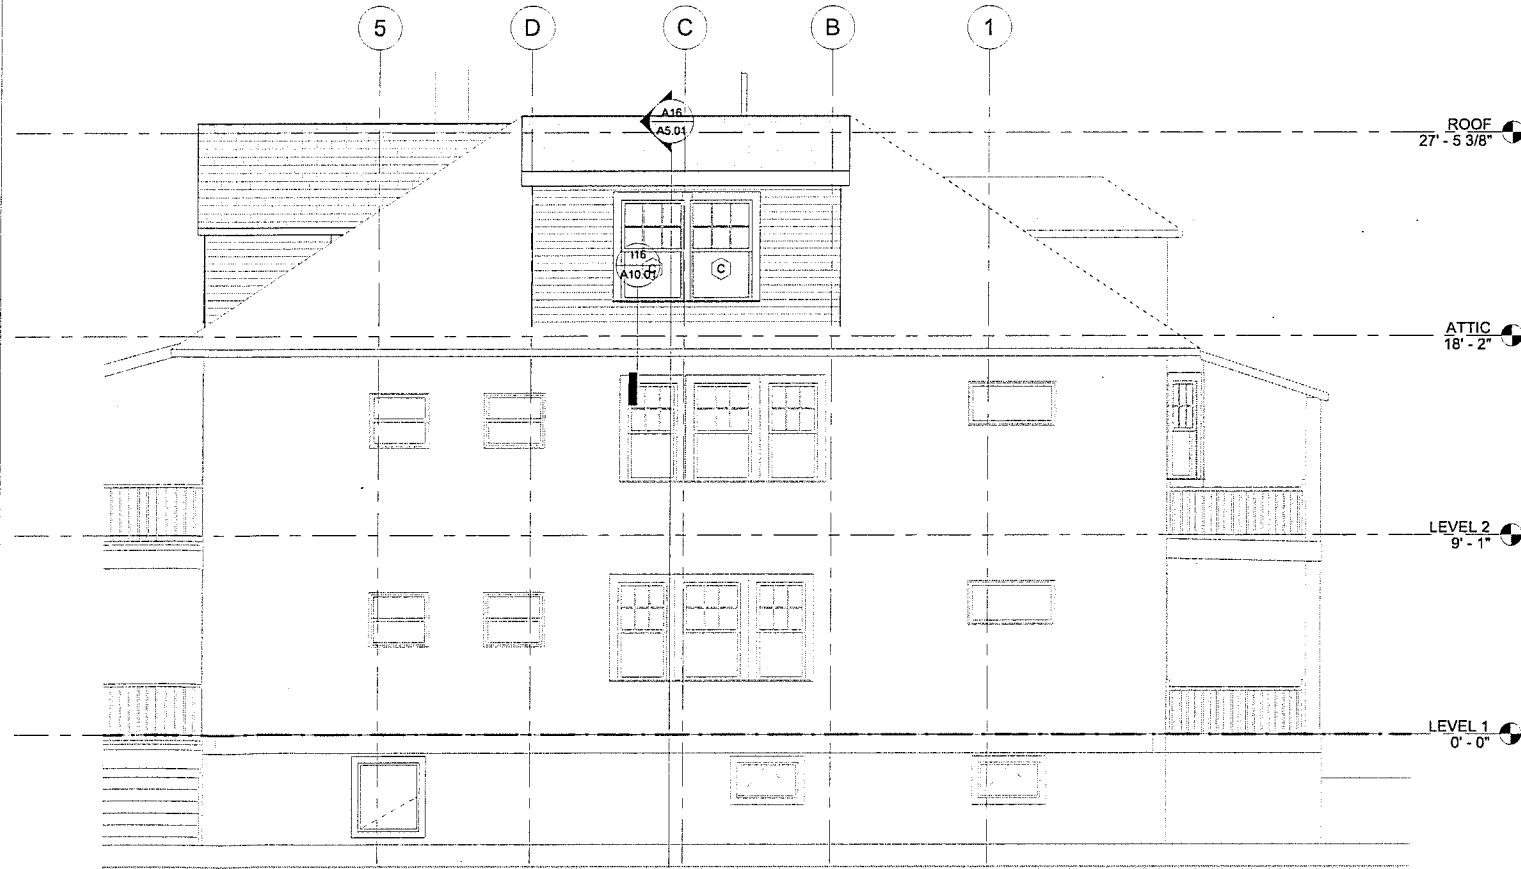 5 D C B 1
A16
A5.01
ROOF
27' - 5 3/8"
I16
A10.01
C
C
ATTIC
18' - 2"
LEVEL 2
9' - 1"
LEVEL 1
0' - 0"